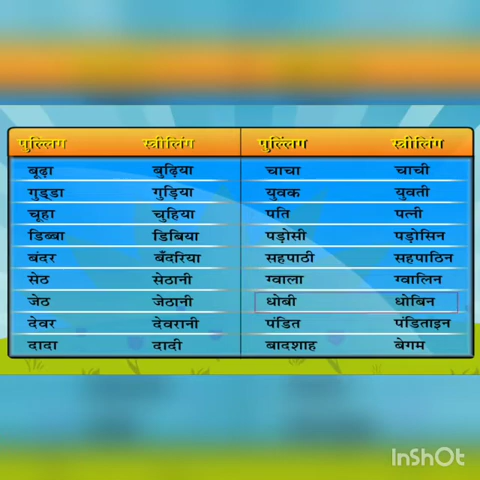 पुल्लिग स्त्रीलिंग पुल्लिंग स्त्रीलिंग
बूढ़ा बुढ़िया चाचा चाची
गुड्डा गुड़िया युवक युवती
चूहा चुहिया पति पत्नी
डिब्बा डिबिया पड़ोसी पड़ोसिन
बंदर बँदरिया सहपाठी सहपाठिन
सेठ सेठानी ग्वाला ग्वालिन
जेठ जेठानी धोबी धोबिन
देवर देवरानी पंडित पंडिताइन
दादा दादी बादशाह बेगम
InShOt